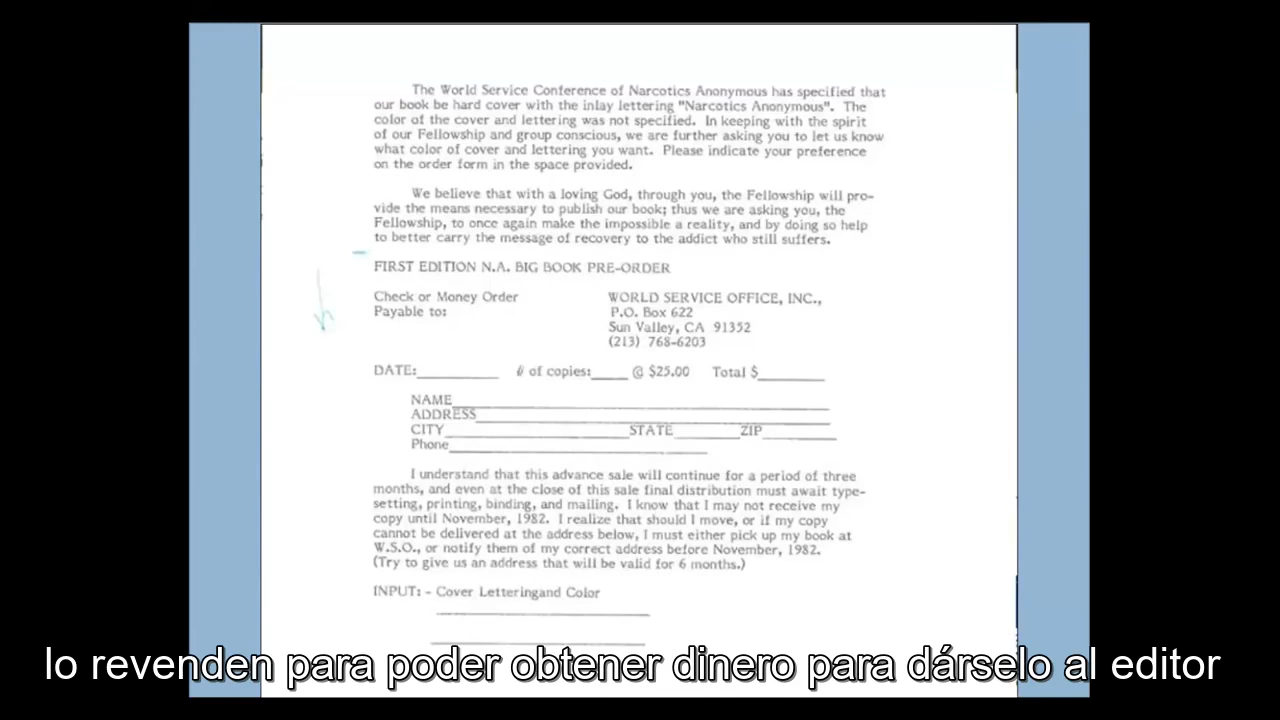 The World Service Conference of Narcotics Anonymous has specified that
our book be hard cover with the inlay lettering "Narcotics Anonymous". The
color of the cover and lettering was not specified. In keeping with the spirit
of our Fellowship and group conscious, we are further asking you to let us know
what color of cover and lettering you want. Please indicate your preference
on the order form in the space provided.
We believe that with a loving God, through you, the Fellowship will pro-
vide the means necessary to publish our book; thus we are asking you, the
Fellowship, to once again make the impossible a reality, and by doing so help
to better carry the message of recovery to the addict who still suffers.
FIRST EDITION N.A. BIG BOOK PRE-ORDER
Check or Money Order WORLD SERVICE OFFICE, INC.,
Payable to: P.O. Box 622
Sun Valley, CA 91352
(213) 768-6203
DATE:__________ # of copies:_____ @ $25.00 Total $________
NAME
ADDRESS
CITY STATE ZIP
Phone
I understand that this advance sale will continue for a period of three
months, and even at the close of this sale final distribution must await type-
setting, printing, binding, and mailing. I know that I may not receive my
copy until November, 1982. I realize that should I move, or if my copy
cannot be delivered at the address below, I must either pick up my book at
W.S.O., or notify them of my correct address before November, 1982.
(Try to give us an address that will be valid for 6 months.)
INPUT: - Cover Letteringand Color
lo revenden para poder obtener dinero para dárselo al editor